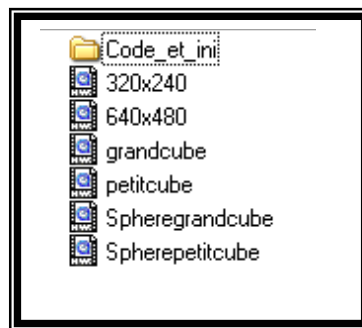 Code_et_ini
320x240
640x480
grandcube
petitcube
Spheregrandcube
Spherepetitcube